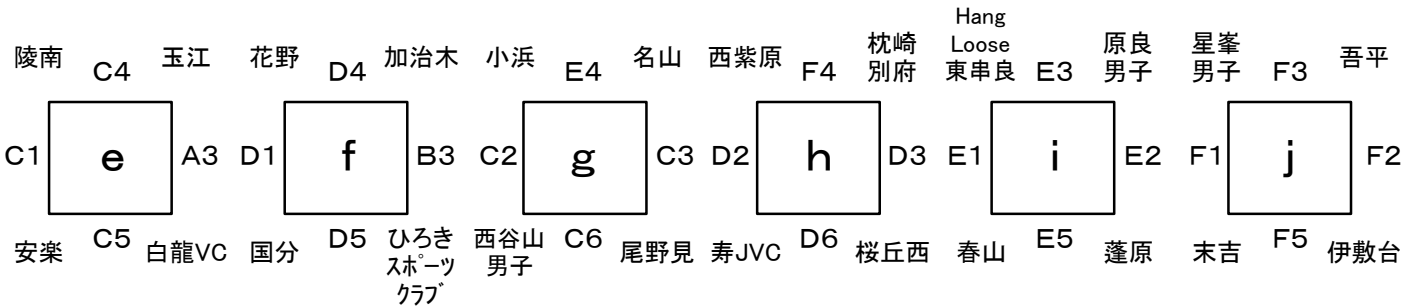 陵南 C4 玉江 花野 D4 加治木 小浜 E4 名山 西紫原 F4 枕崎
別府 Hang
Loose
東串良 E3 原良
男子 星峯
男子 F3 吾平
C1 e A3 D1 f B3 C2 g C3 D2 h D3 E1 i E2 F1 j F2
安楽 C5 白龍VC 国分 D5 ひろき
スポーツ
クラブ 西谷山
男子 C6 尾野見 寿JVC D6 桜丘西 春山 E5 蓬原 末吉 F5 伊敷台